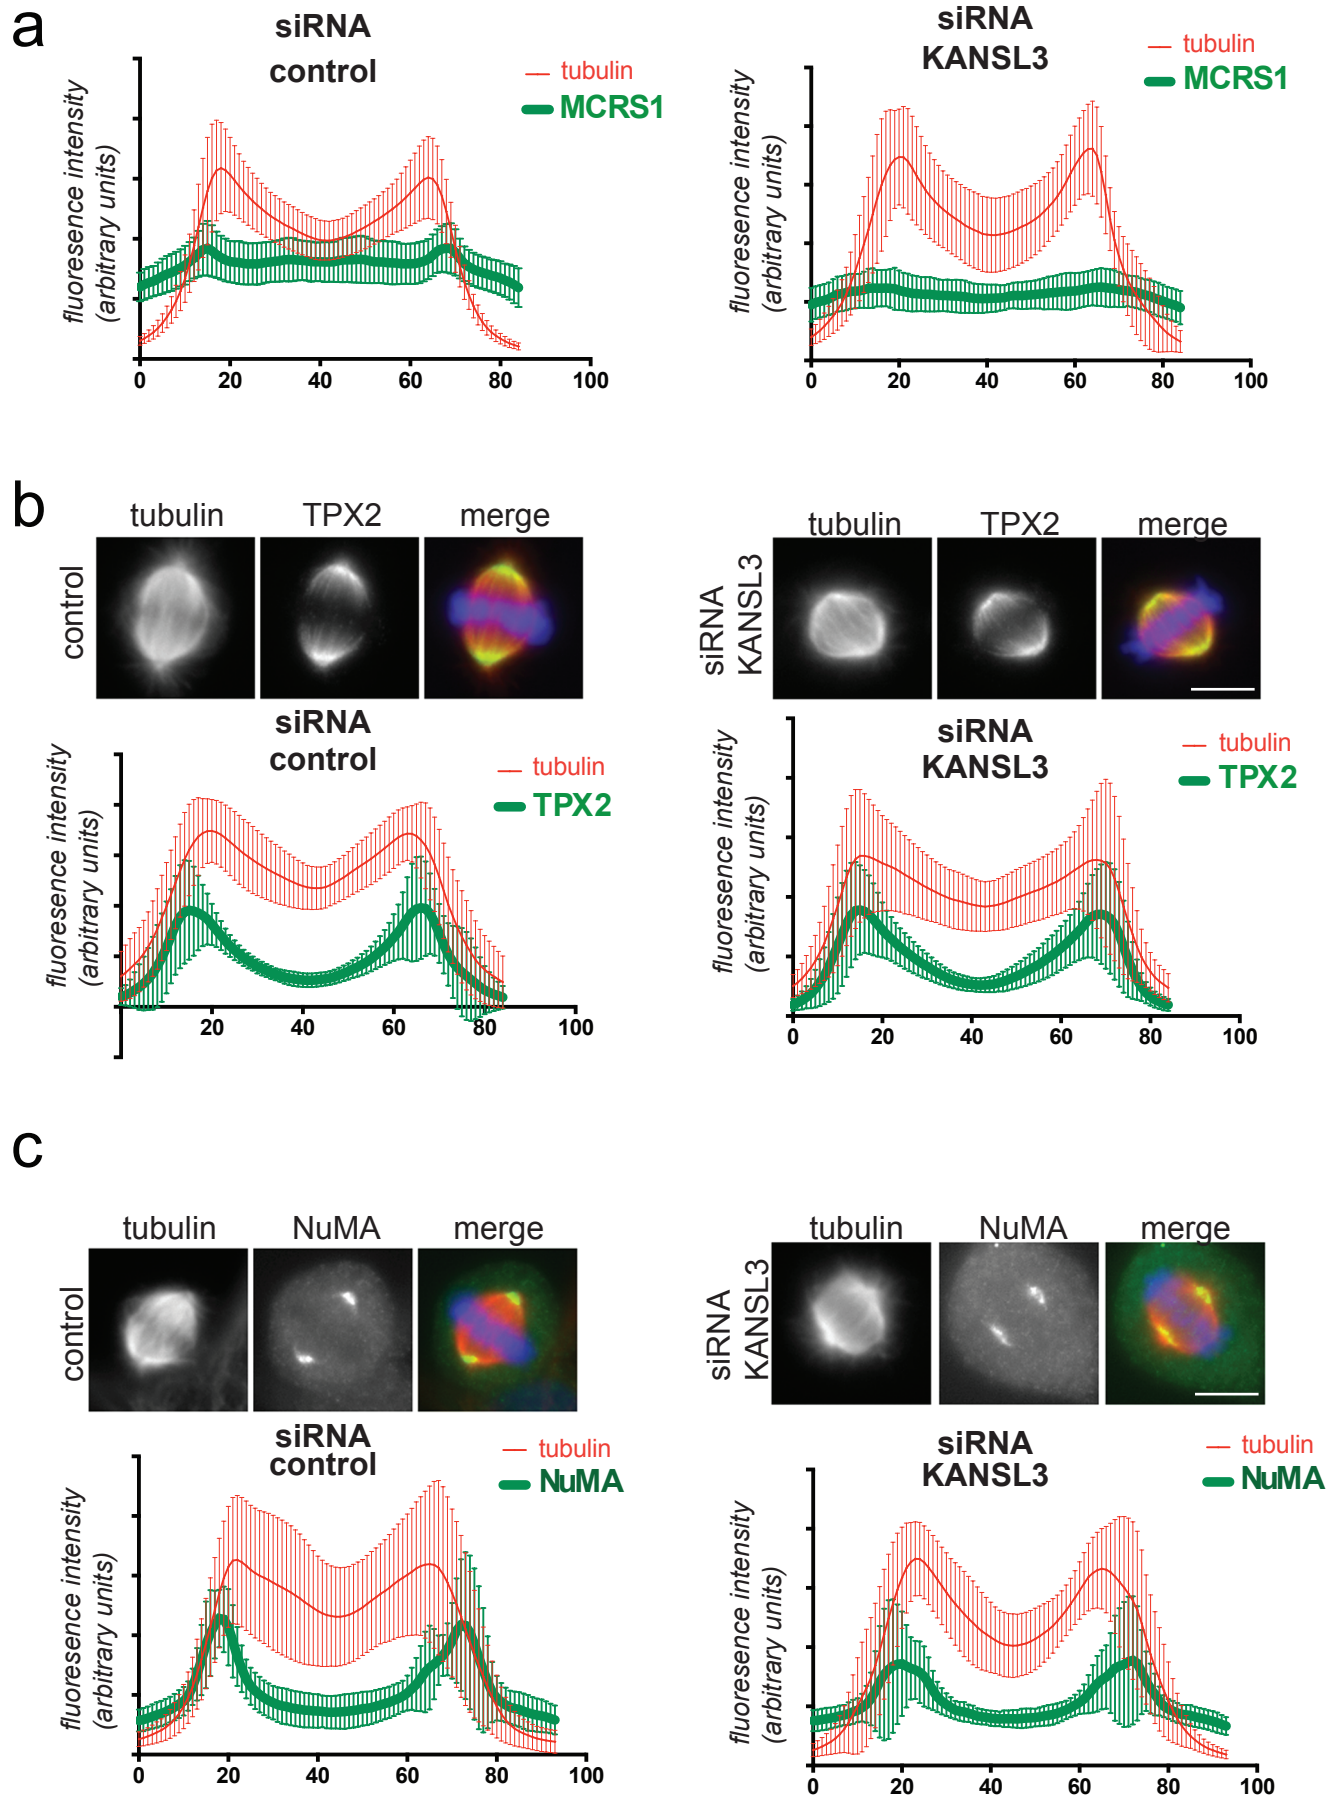 a
siRNA
control
tubulin
MCRS1
fluoresence intensity
(arbitrary units)
0 20 40 60 80 100
siRNA
KANSL3
tubulin
MCRS1
fluoresence intensity
(arbitrary units)
0 20 40 60 80 100
b
tubulin TPX2 merge
control
tubulin TPX2 merge
siRNA
KANSL3
siRNA
control
tubulin
TPX2
fluoresence intensity
(arbitrary units)
20 40 60 80 100
siRNA
KANSL3
tubulin
TPX2
fluoresence intensity
(arbitrary units)
0 20 40 60 80 100
c
tubulin NuMA merge
control
tubulin NuMA merge
siRNA
KANSL3
siRNA
control
tubulin
NuMA
fluoresence intensity
(arbitrary units)
0 20 40 60 80 100
siRNA
KANSL3
tubulin
NuMA
fluoresence intensity
(arbitrary units)
0 20 40 60 80 100